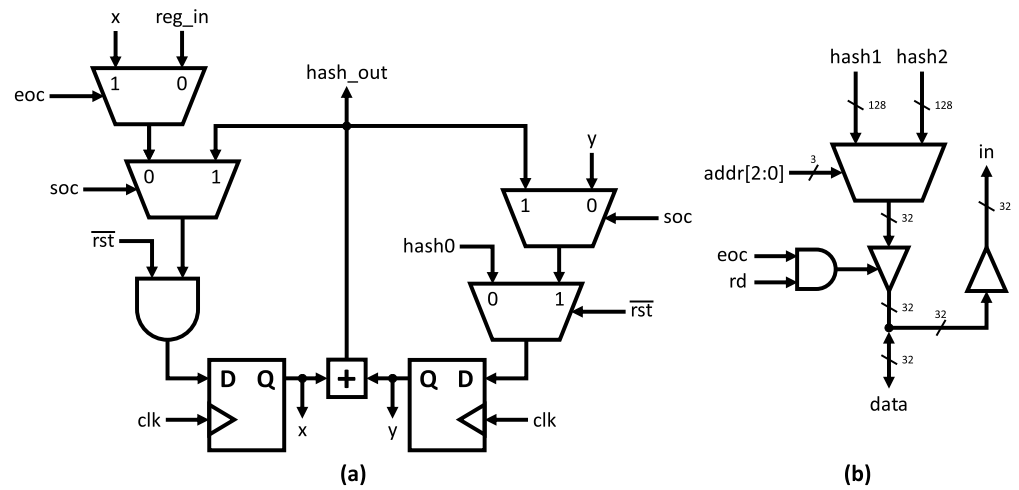 x reg_in
1 0
eoc
hash_out
0 1
soc
y
1 0
soc
rst
hash0
0 1
rst
D Q
+
Q D
clk
x
y
clk
(a)
hash1 hash2
128 128
addr[2:0]
3
32
in
32
eoc
rd
32
32
32
data
(b)